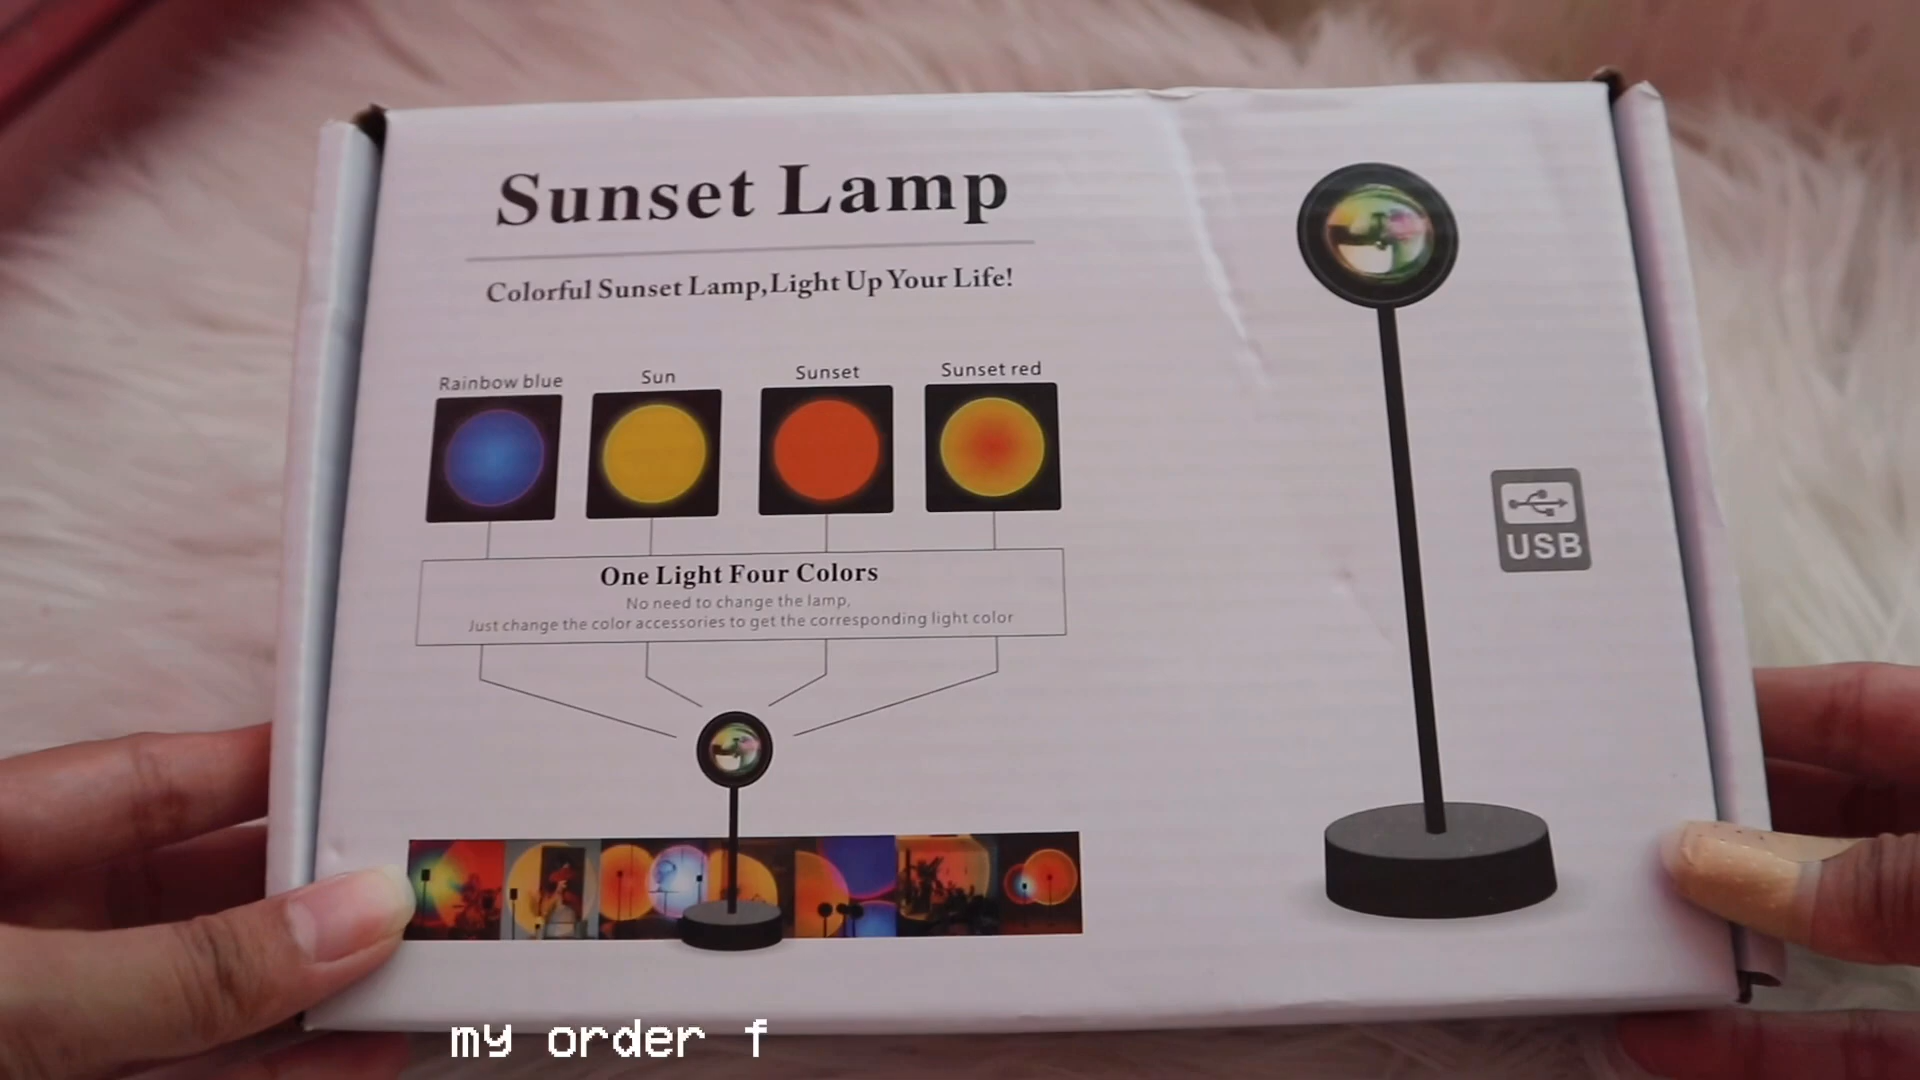 Sunset Lamp
Colorful Sunset Lamp,Light Up Your Life!
Rainbow blue
Sun
Sunset
Sunset red
One Light Four Colors
No need to change the lamp,
Just change the color accessories to get the corresponding light color
USB
my order f